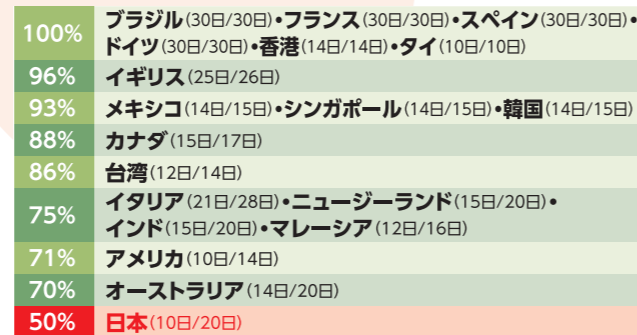 100% ブラジル(30日/30日)•フランス(30日/30日)•スペイン(30日/30日)•
ドイツ(30日/30日)•香港(14日/14日)•タイ(10日/10日)
96% イギリス(25日/26日)
93% メキシコ(14日/15日)•シンガポール(14日/15日)•韓国(14日/15日)
88% カナダ(15日/17日)
86% 台湾(12日/14日)
75% イタリア(21日/28日)•ニュージーランド(15日/20日)•
インド(15日/20日)•マレーシア(12日/16日)
71% アメリカ(10日/14日)
70% オーストラリア(14日/20日)
50% 日本(10日/20日)